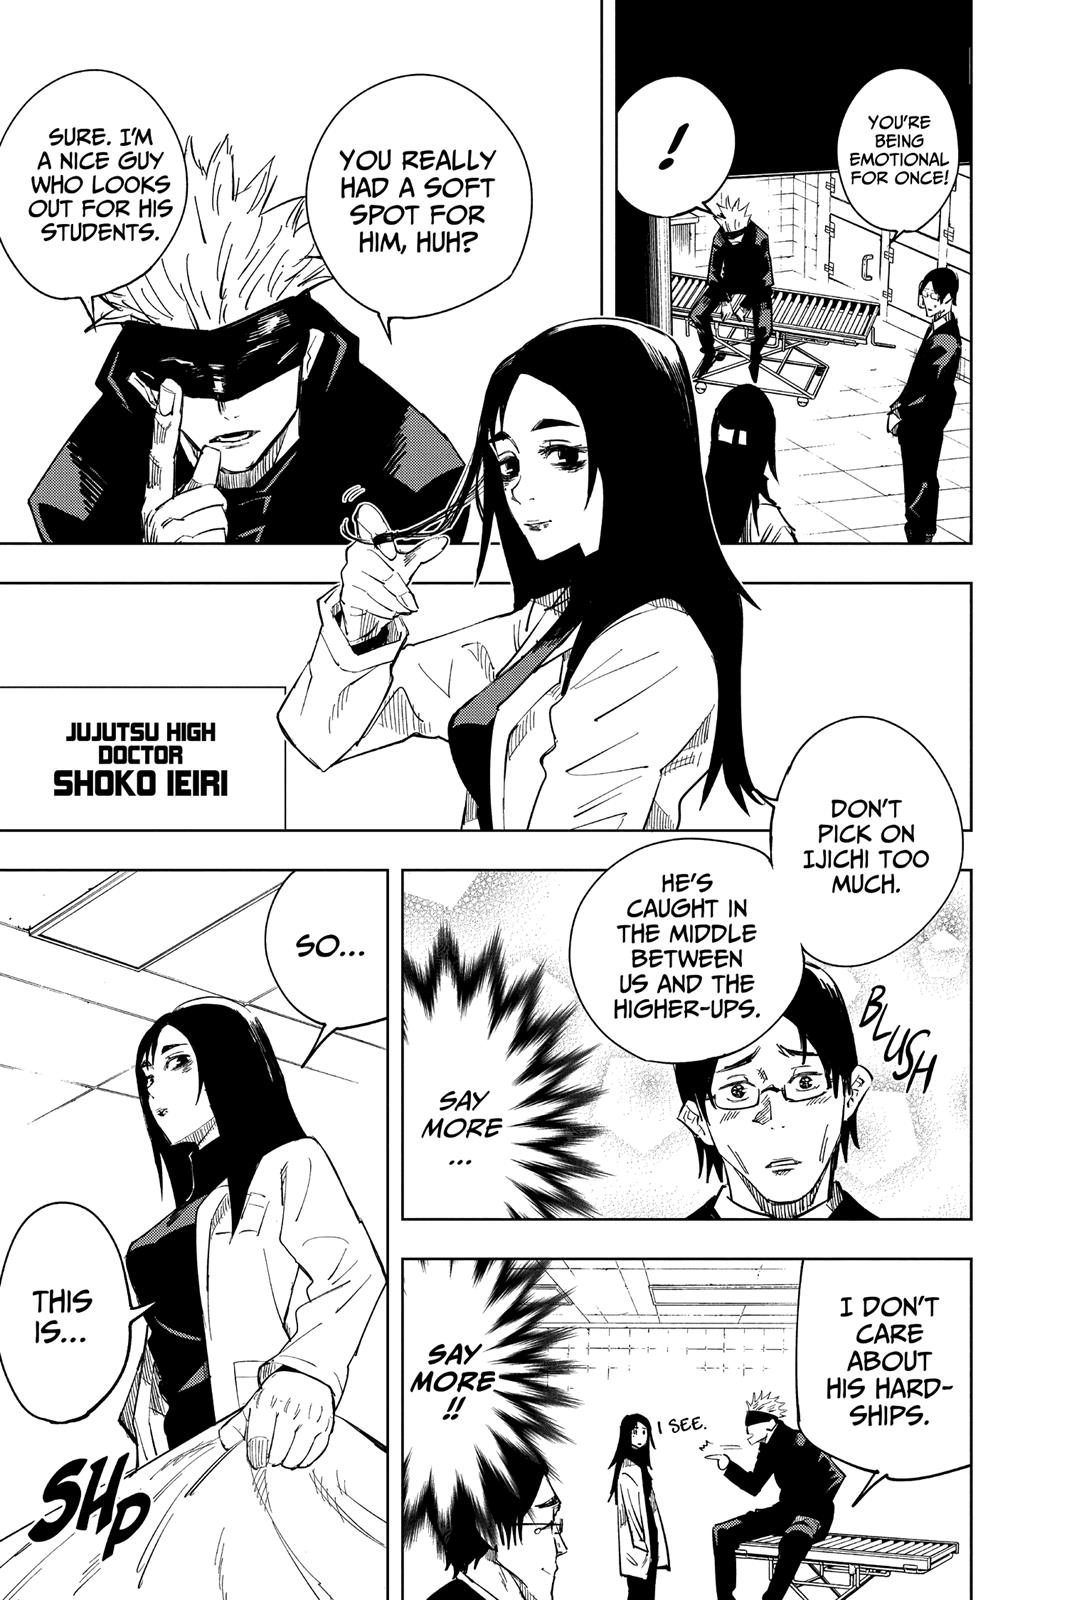 YOU'RE
BEING
EMOTIONAL
FOR ONCE!
!
YOU REALLY
HAD A SOFT
SPOT FOR
HIM, HUH?
SURE. I'M
A NICE GUY
WHO LOOKS
OUT FOR HIS
STUDENTS.
JUJUTSU HIGH
DOCTOR
SHOKO IEIRI
DON'T
PICK ON
IJICHI TOO
MUCH.
HE'S
CAUGHT IN
THE MIDDLE
BETWEEN
US AND THE
HIGHER-UPS.
BLUSH
SAY
MORE
...
I DON'T
CARE
ABOUT
HIS HARD-
SHIPS.
I SEE.
SAY
MORE
!!
SO...
THIS
IS...
SHP